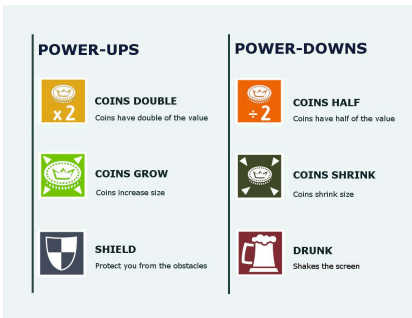 POWER-UPS
x2
COINS DOUBLE
Coins have double of the value
COINS GROW
Coins increase size
SHIELD
Protect you from the obstacles
POWER-DOWNS
÷2
COINS HALF
Coins have half of the value
COINS SHRINK
Coins shrink size
DRUNK
Shakes the screen